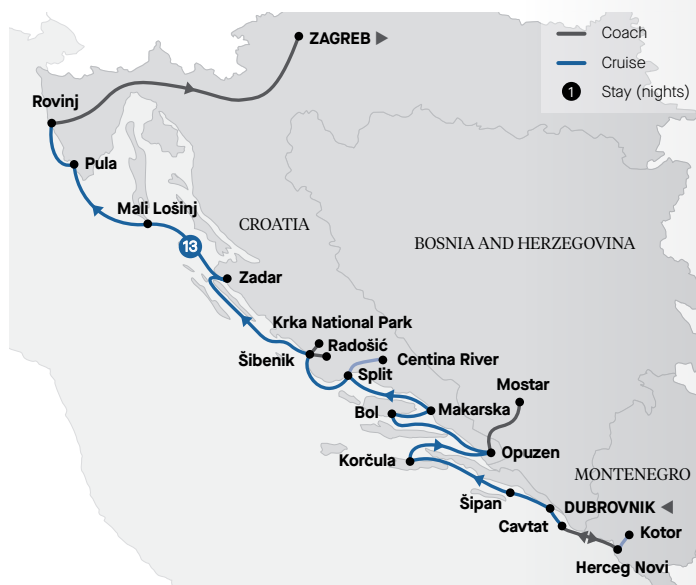 ZAGREB
Coach
Cruise
1 Stay (nights)
Rovinj
Pula
Mali Lošinj
CROATIA
BOSNIA AND HERZEGOVINA
13
Zadar
Krka National Park
Radošić
Šibenik
Centina River
Split
Mostar
Bol
Makarska
Korčula
Opuzen
MONTENEGRO
Šipan
DUBROVNIK
Cavtat
Kotor
Herceg Novi